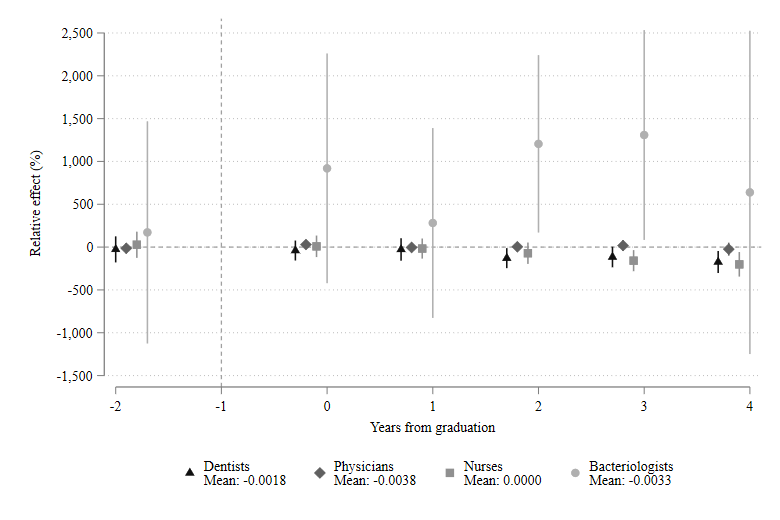 2,500
2,000
1,500
1,000
500
0
-500
-1,000
-1,500
Relative effect (%)
-2 -1 0 1 2 3 4
Years from graduation
Dentists
Mean: -0.0018
Physicians
Mean: -0.0038
Nurses
Mean: 0.0000
Bacteriologists
Mean: -0.0033